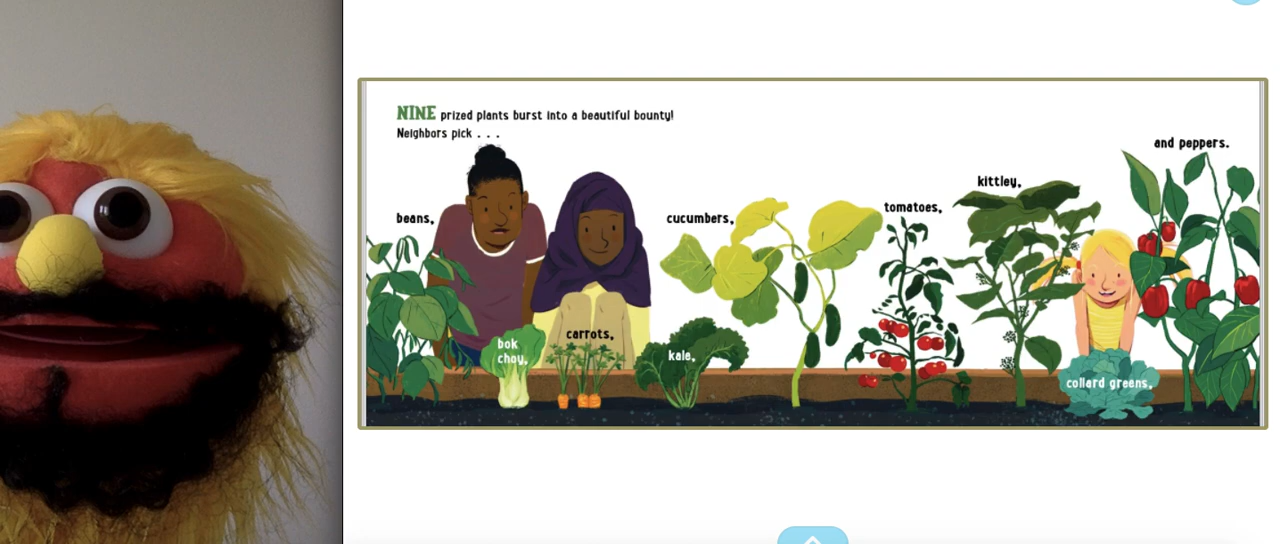 NINE prized plants burst into a beautiful bounty!
Neighbors pick . . .
beans,
bok
choy,
carrots,
kale,
cucumbers,
tomatoes,
kittley,
collard greens,
and peppers.